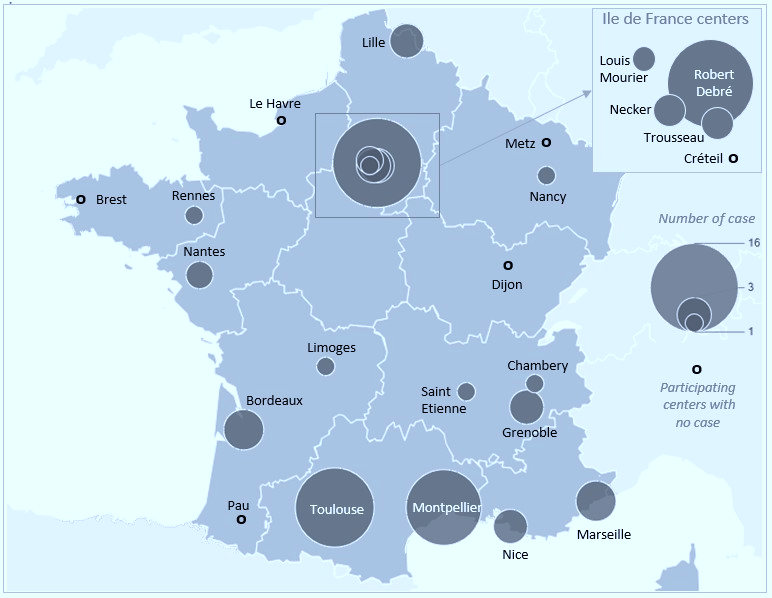 Ile de France centers
Lille
Louis
Mourier
Robert
Debré
Necker
Trousseau
Créteil
Le Havre
Metz
Nancy
Brest
Rennes
Nantes
Number of case
16
3
1
Dijon
Participating
centers with
no case
Limoges
Chambery
Saint
Etienne
Bordeaux
Grenoble
Pau
Toulouse
Montpellier
Nice
Marseille